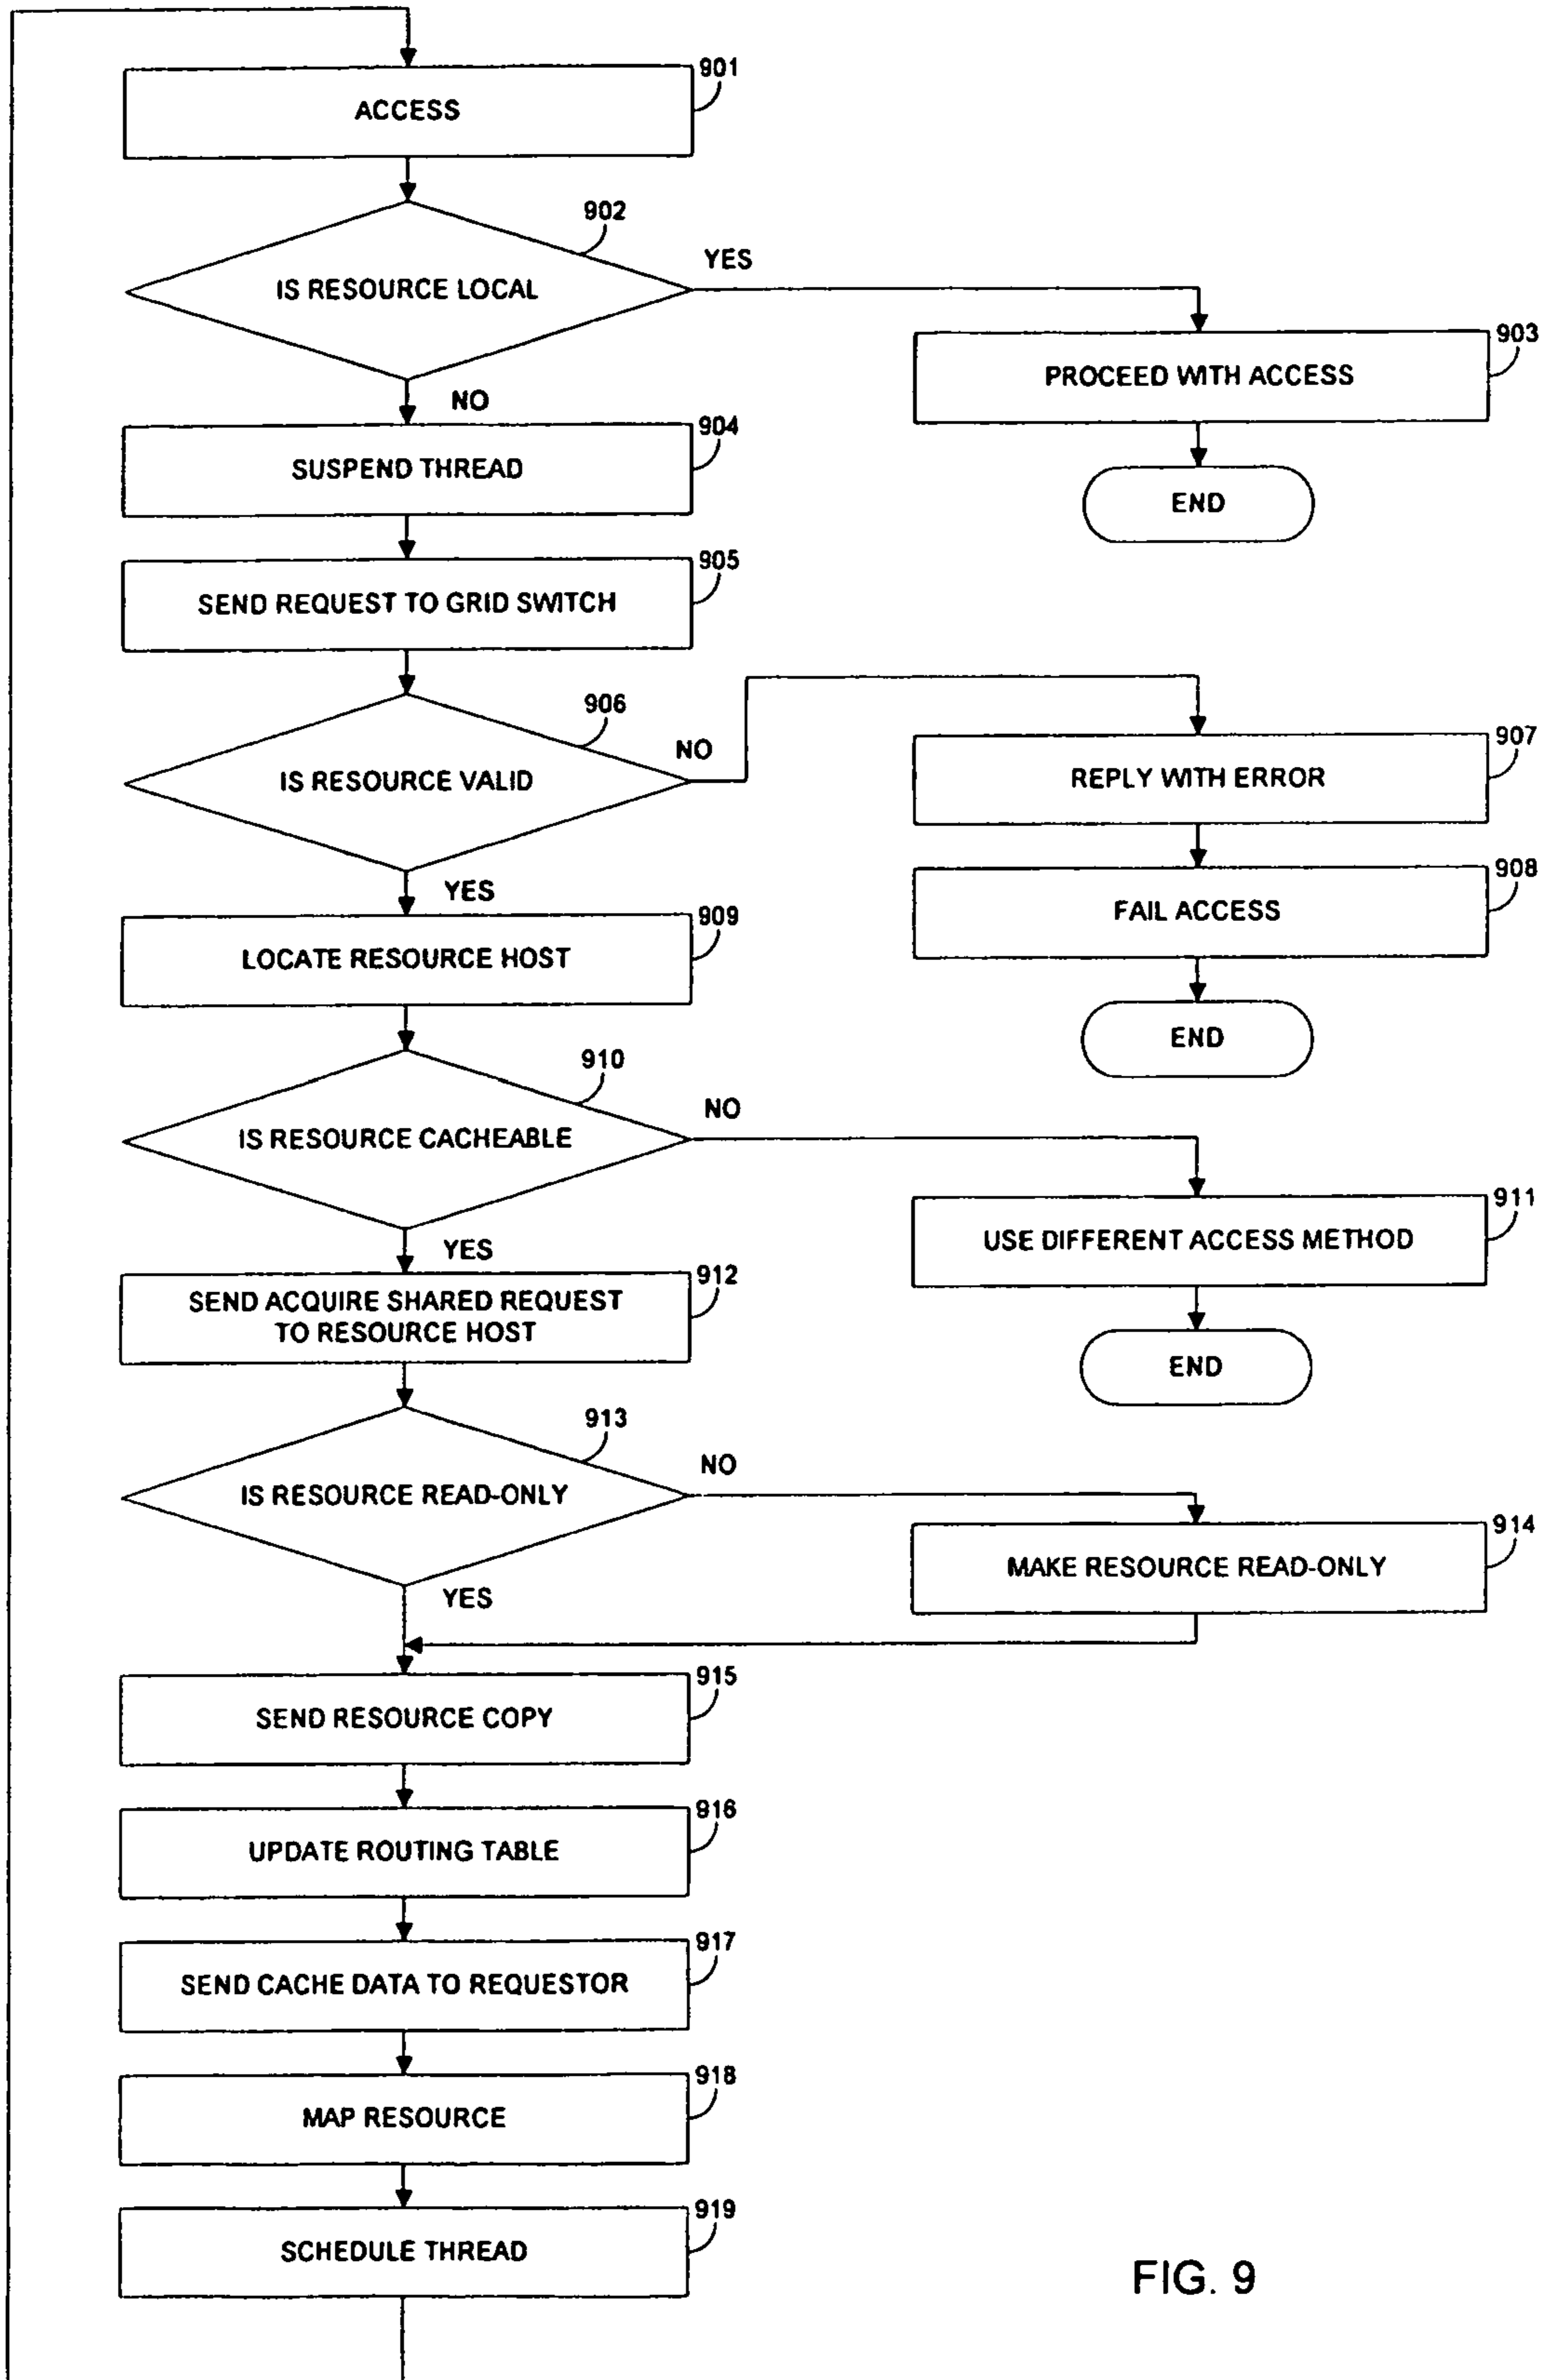 901
ACCESS
902
YES
IS RESOURCE LOCAL
903
PROCEED WITH ACCESS
NO
904
SUSPEND THREAD
END
905
SEND REQUEST TO GRID SWITCH
906
NO
907
IS RESOURCE VALID
REPLY WITH ERROR
908
YES
FAIL ACCESS
909
LOCATE RESOURCE HOST
END
910
NO
IS RESOURCE CACHEABLE
911
USE DIFFERENT ACCESS METHOD
YES
912
SEND ACQUIRE SHARED REQUEST
TO RESOURCE HOST
END
913
NO
IS RESOURCE READ-ONLY
914
MAKE RESOURCE READ-ONLY
YES
915
SEND RESOURCE COPY
916
UPDATE ROUTING TABLE
917
SEND CACHE DATA TO REQUESTOR
918
MAP RESOURCE
919
SCHEDULE THREAD
FIG. 9